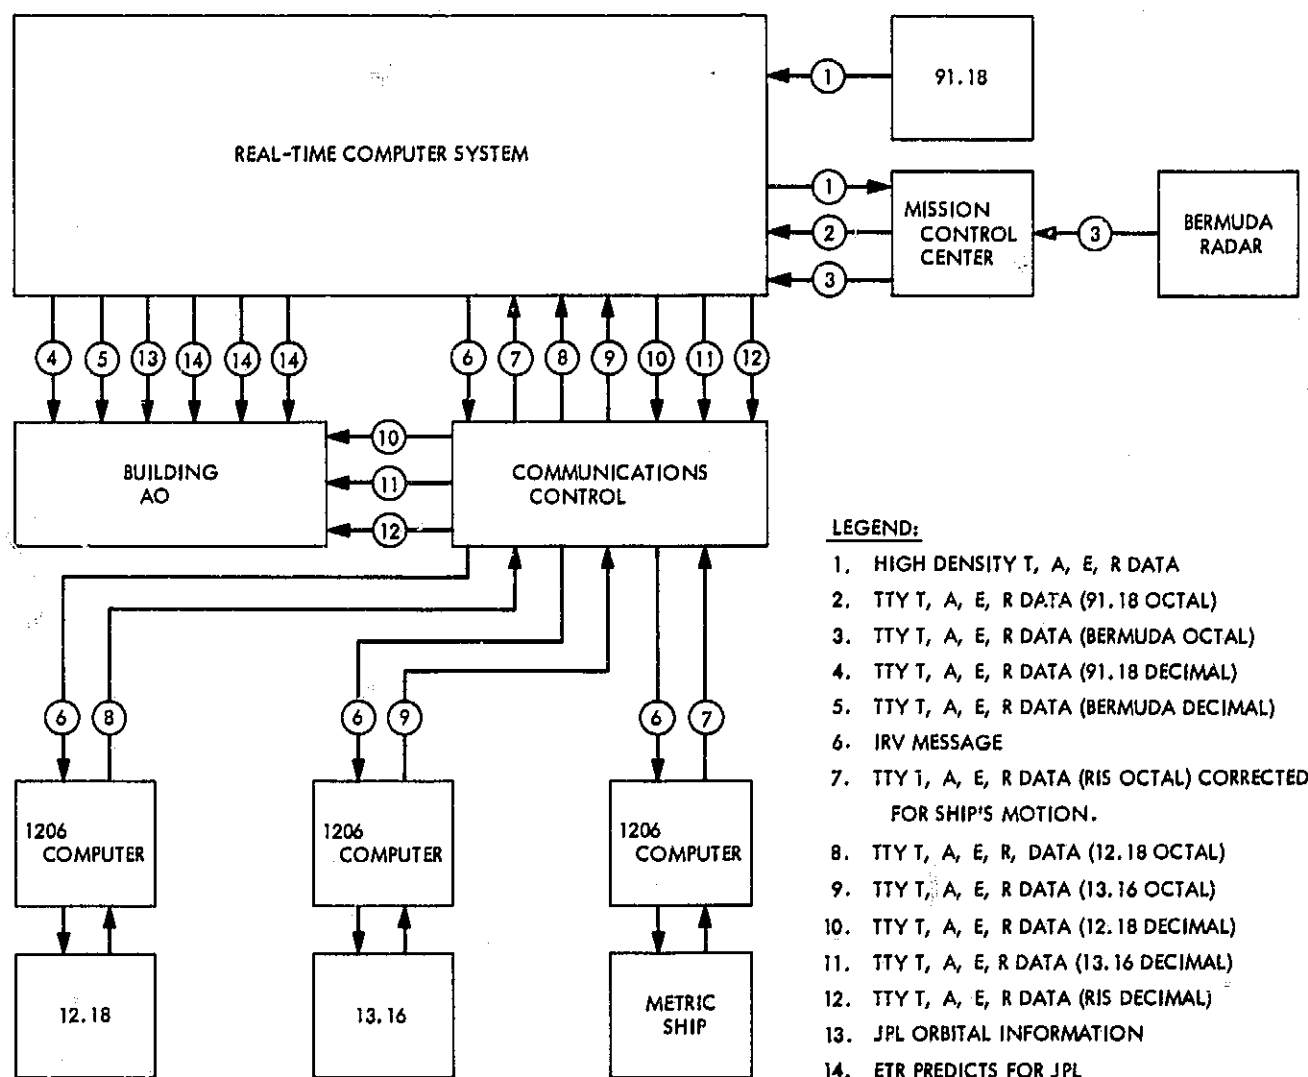 REAL-TIME COMPUTER SYSTEM
1
91.18
1
2
3
MISSION
CONTROL
CENTER
3
BERMUDA
RADAR
4 5 13 14 14 14 6 7 8 9 10 11 12
BUILDING
AO
10
11
12
COMMUNICATIONS
CONTROL
6 8 6 9 6 7
1206
COMPUTER
1206
COMPUTER
1206
COMPUTER
12.18
13.16
METRIC
SHIP
LEGEND:
1. HIGH DENSITY T, A, E, R DATA
2. TTY T, A, E, R DATA (91.18 OCTAL)
3. TTY T, A, E, R DATA (BERMUDA OCTAL)
4. TTY T, A, E, R DATA (91.18 DECIMAL)
5. TTY T, A, E, R DATA (BERMUDA DECIMAL)
6. IRV MESSAGE
7. TTY T, A, E, R DATA (RIS OCTAL) CORRECTED
FOR SHIP'S MOTION.
8. TTY T, A, E, R, DATA (12.18 OCTAL)
9. TTY T, A, E, R DATA (13.16 OCTAL)
10. TTY T, A, E, R DATA (12.18 DECIMAL)
11. TTY T, A, E, R DATA (13.16 DECIMAL)
12. TTY T, A, E, R DATA (RIS DECIMAL)
13. JPL ORBITAL INFORMATION
14. ETR PREDICTS FOR JPL